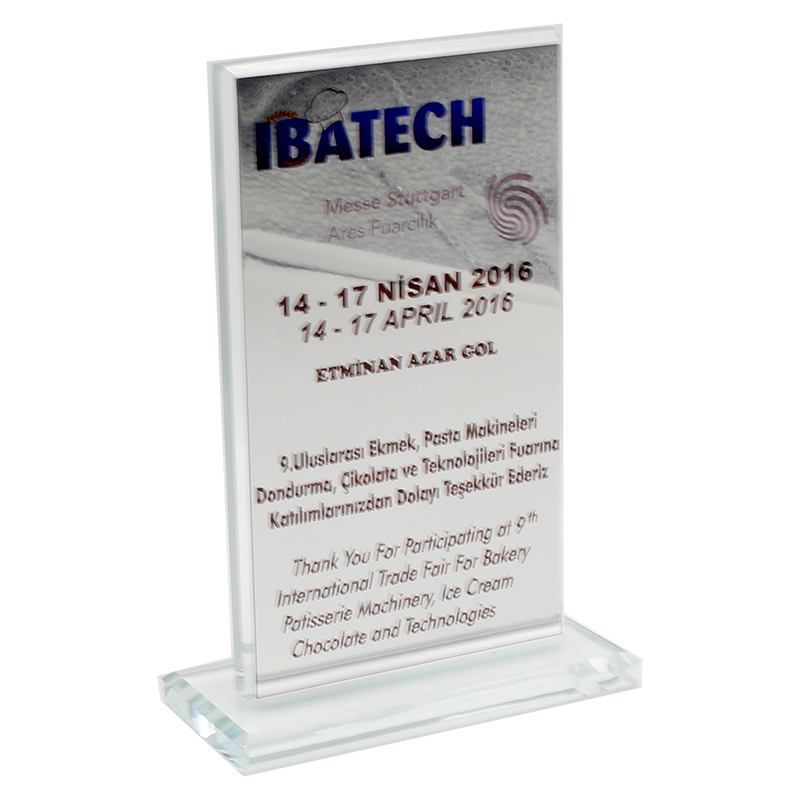 IBATECH
Messe Stuttgart
Ares Fuarcılık
14 - 17 NİSAN 2016
14 - 17 APRIL 2016
ETMİNAN AZAR GOL
9.Uluslarası Ekmek, Pasta Makineleri
Dondurma, Çikolata ve Teknolojileri Fuarına
Katılımlarınızdan Dolayı Teşekkür Ederiz
Thank You For Participating at 9th
International Trade Fair For Bakery
Patisserie Machinery, Ice Cream
Chocolate and Technologies